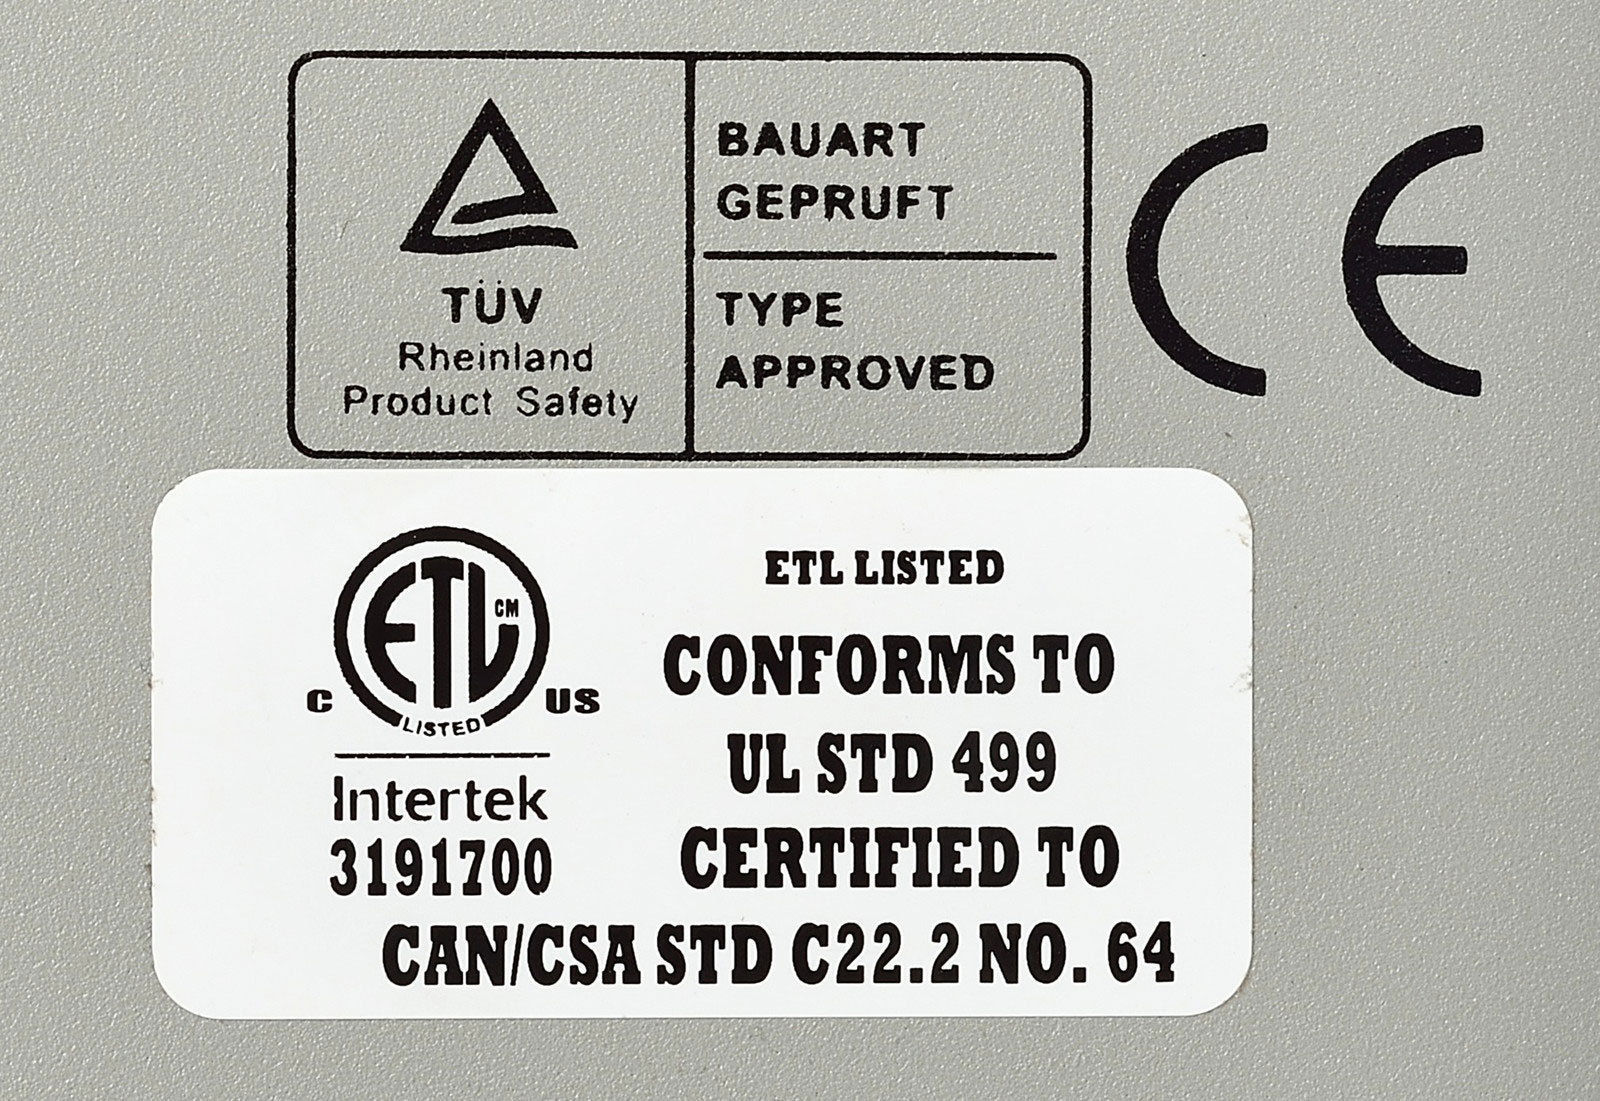 TÜV
Rheinland
Product Safety
BAUART
GEPRUFT
TYPE
APPROVED
CE
ETL CM
LISTED
C US
Intertek
3191700
ETL LISTED
CONFORMS TO
UL STD 499
CERTIFIED TO
CAN/CSA STD C22.2 NO. 64